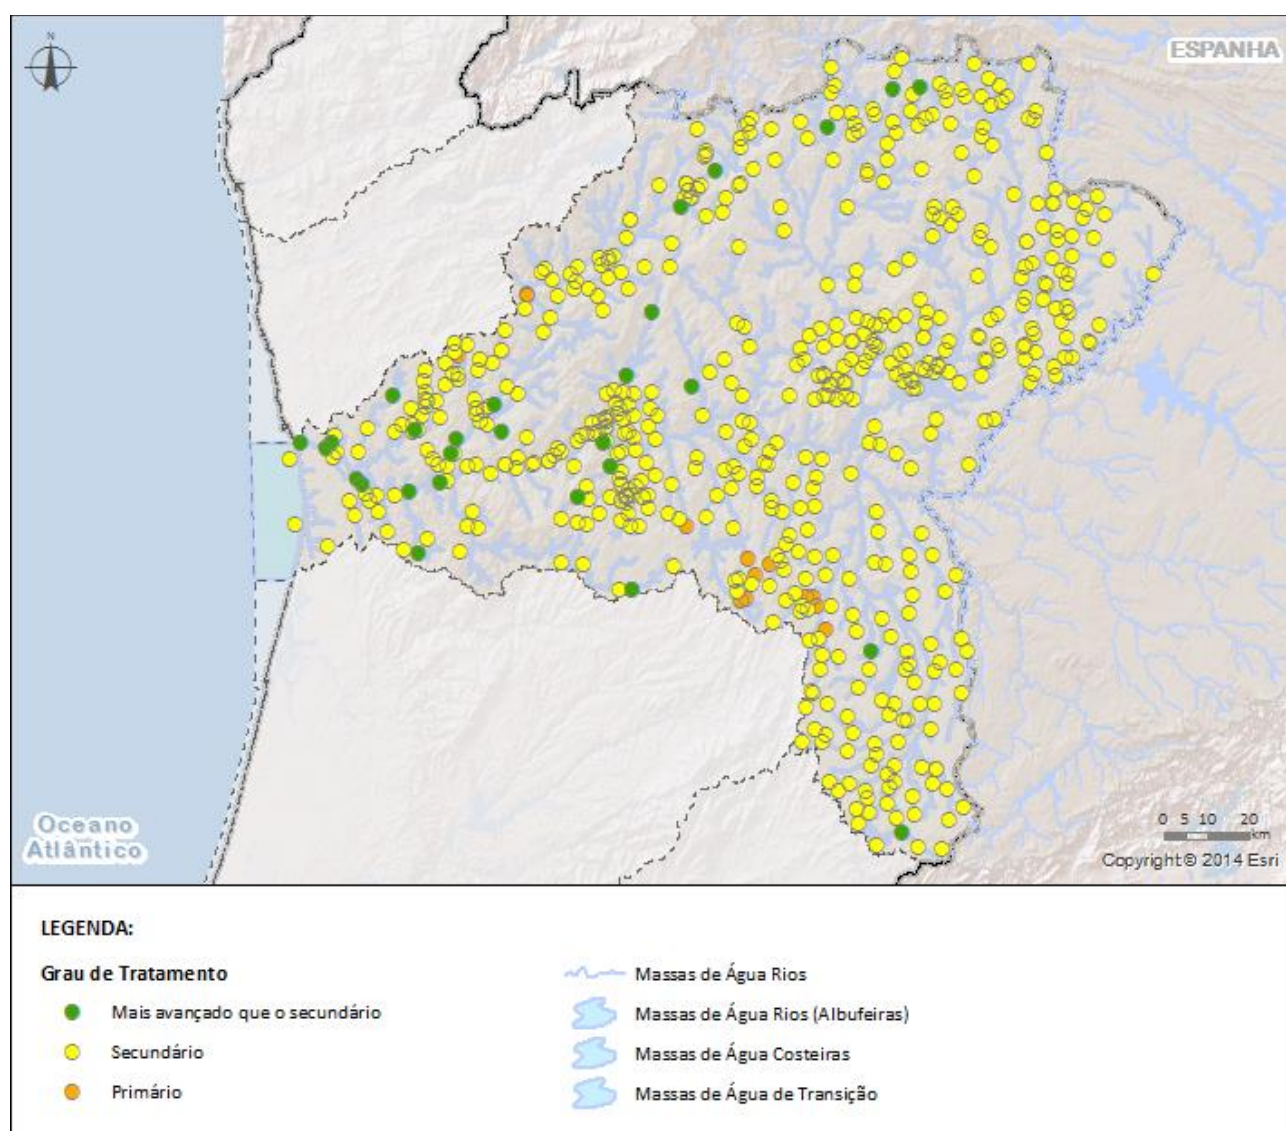 N
ESPANHA
Oceano
Atlântico
0 5 10 20
km
Copyright© 2014 Esri
LEGENDA:
Grau de Tratamento
Mais avançado que o secundário
Secundário
Primário
Massas de Água Rios
Massas de Água Rios (Albufeiras)
Massas de Água Costeiras
Massas de Água de Transição